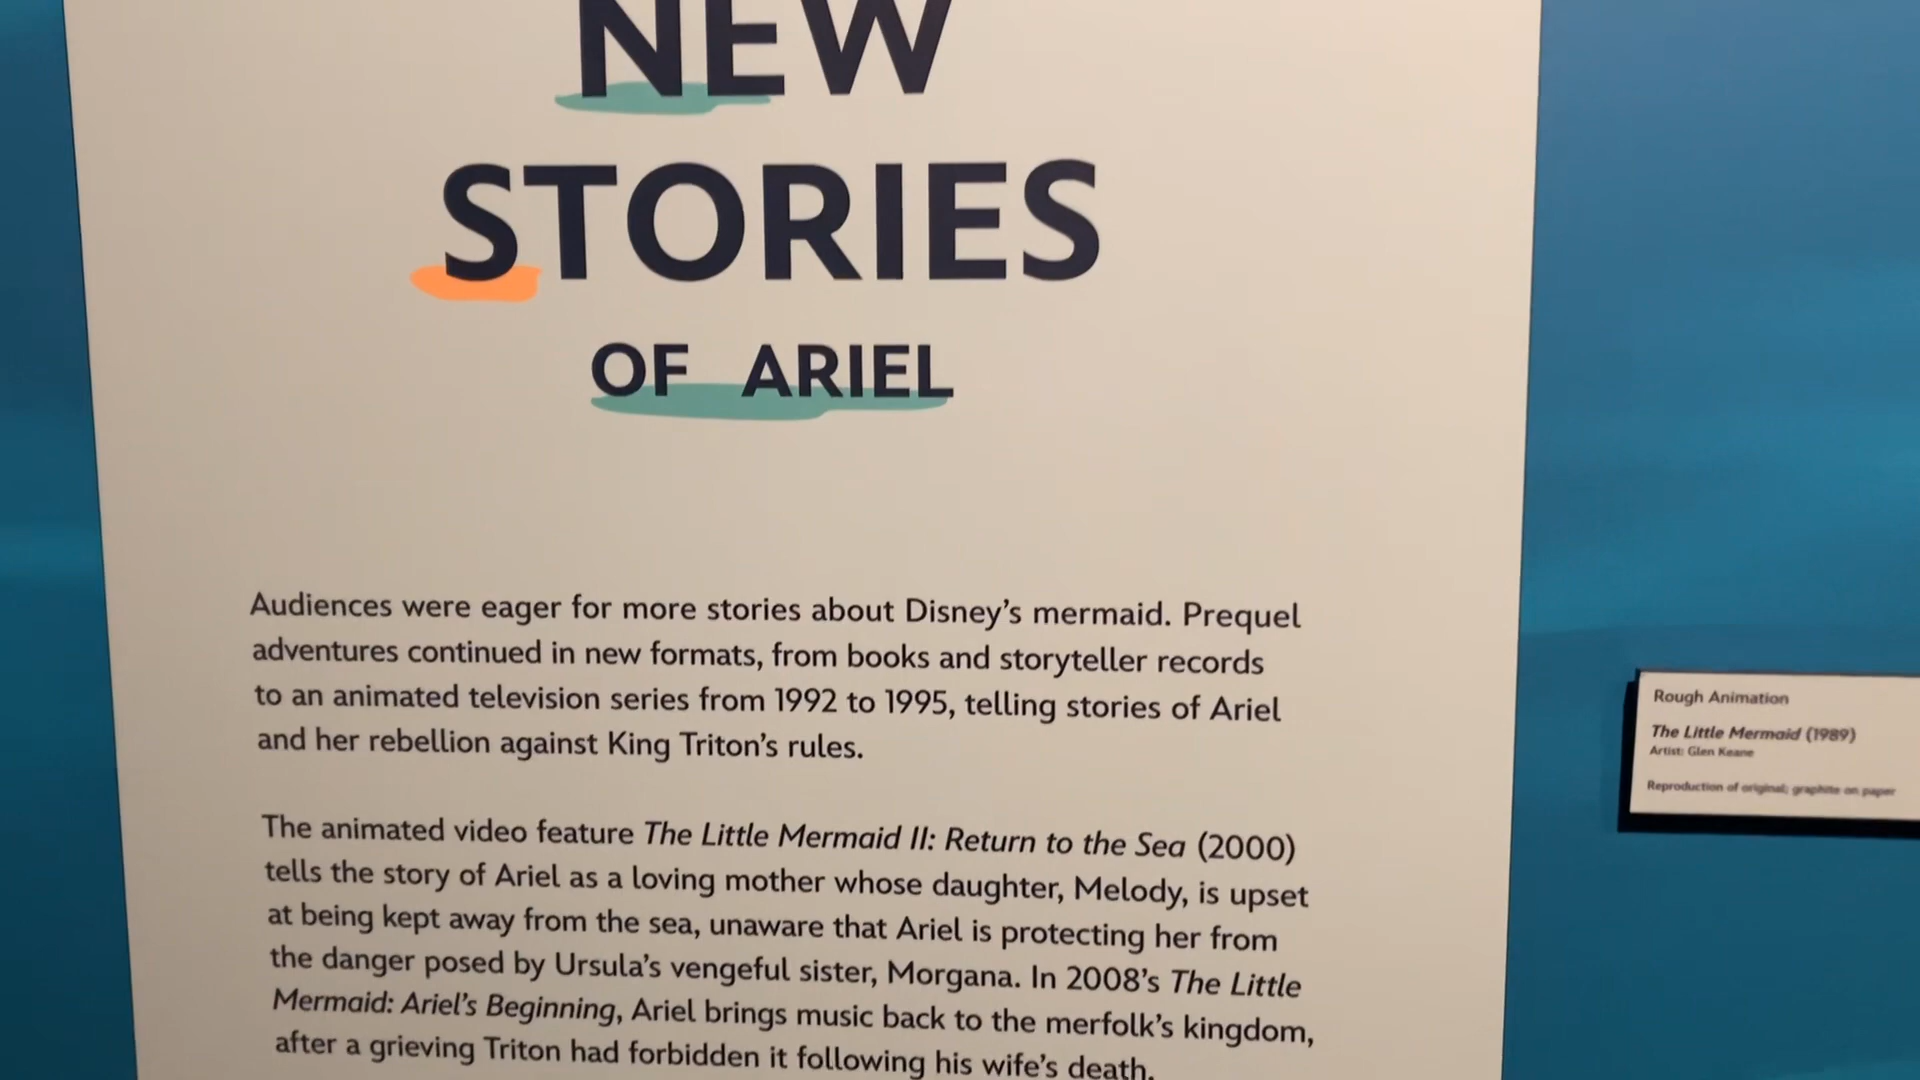 NEW
STORIES
OF ARIEL
Audiences were eager for more stories about Disney's mermaid. Prequel
adventures continued in new formats, from books and storyteller records
to an animated television series from 1992 to 1995, telling stories of Ariel
and her rebellion against King Triton's rules.
The animated video feature The Little Mermaid II: Return to the Sea (2000)
tells the story of Ariel as a loving mother whose daughter, Melody, is upset
at being kept away from the sea, unaware that Ariel is protecting her from
the danger posed by Ursula's vengeful sister, Morgana. In 2008's The Little
Mermaid: Ariel's Beginning, Ariel brings music back to the merfolk's kingdom,
after a grieving Triton had forbidden it following his wife's death.
Rough Animation
The Little Mermaid (1989)
Artist: Glen Keane
Reproduction of original; graphite on paper